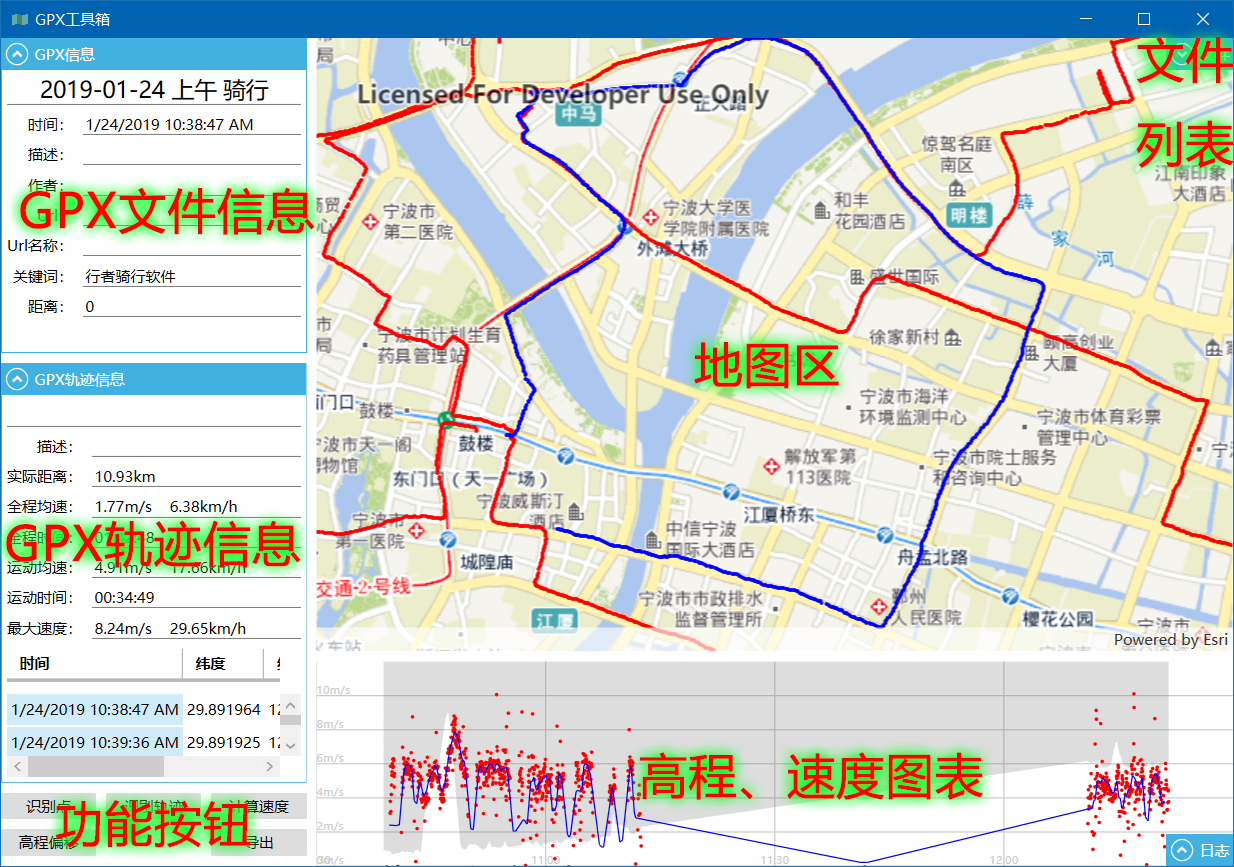 GPX工具箱
GPX信息
2019-01-24 上午 骑行
时间： 1/24/2019 10:38:47 AM
描述：
作者：
GPX文件信息
Url名称：
关键词： 行者骑行软件
距离： 0
GPX轨迹信息
描述：
实际距离： 10.93km
全程均速： 1.77m/s 6.38km/h
GPX轨迹信息
运动均速： 4.91m/s 17.66km/h
运动时间： 00:34:49
最大速度： 8.24m/s 29.65km/h
时间 纬度
1/24/2019 10:38:47 AM 29.891964
1/24/2019 10:39:36 AM 29.891925
识别点
计算速度
高程偏移
导出
功能按钮
文件
列表
Licensed For Developer Use Only
正大路
中马
惊驾名庭
南区
江南印象
大酒店
宁波市
第二医院
宁波大学医
学院附属医院
外滩大桥
和丰
花园酒店
明楼
薛
家
河
盛世国际
宁波市计划生育
药具管理站
徐家新村
颐高创业
大厦
地图区
鼓楼
宁波市海洋
环境监测中心
宁波市体育彩票
管理中心
宁波市天一阁
博物馆
鼓楼
东门口（天一广场）
解放军第
113医院
宁波市院士服务
和咨询中心
宁波威斯汀
酒店
江厦桥东
宁波市
第一医院
中信宁波
国际大酒店
城隍庙
舟孟北路
交通-2-号线
宁波市市政排水
监督管理所
鄞州
人民医院
樱花公园
江厦
宁波市
Powered by Esri
10m/s
8m/s
6m/s
4m/s
2m/s
高程、速度图表
11:00
11:30
12:00
日志